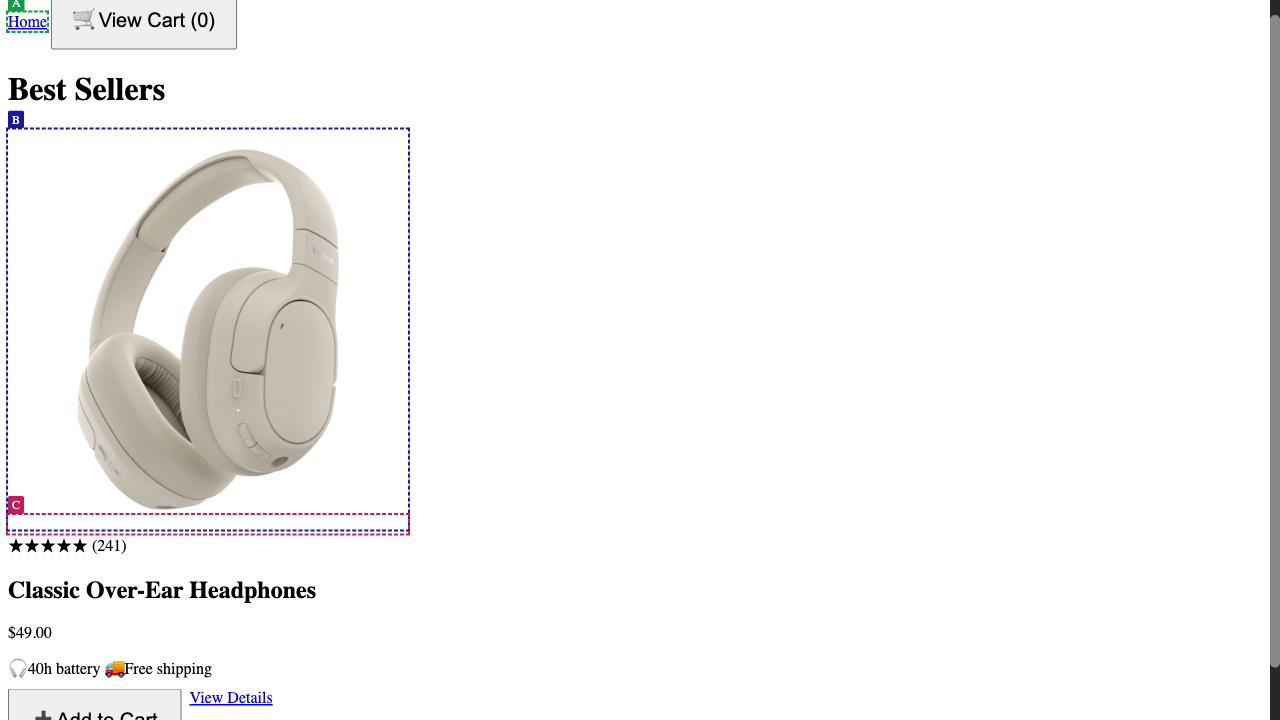 A
Home
🛒 View Cart (0)
Best Sellers
B
C
★★★★★ (241)
Classic Over-Ear Headphones
$49.00
🎧40h battery 🚚Free shipping
➕ Add to Cart
View Details